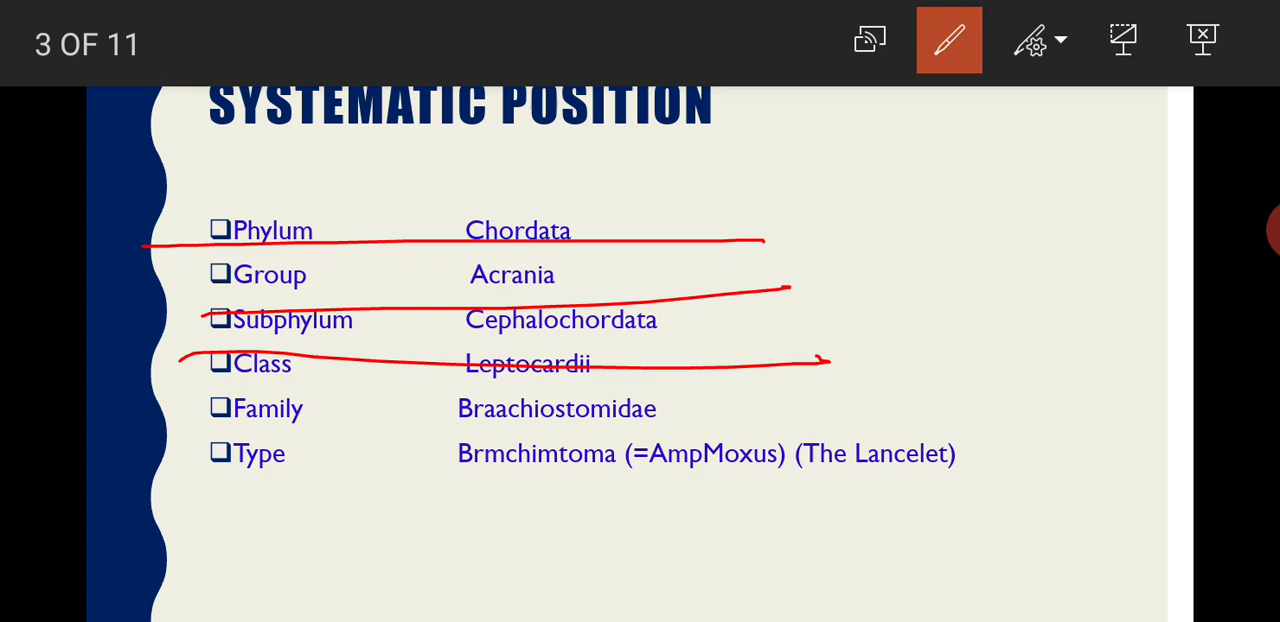 3 OF 11
SYSTEMATIC POSITION
Phylum Chordata
Group Acrania
Subphylum Cephalochordata
Class Leptocardii
Family Braachiostomidae
Type Brmchimtoma (=AmpMoxus) (The Lancelet)